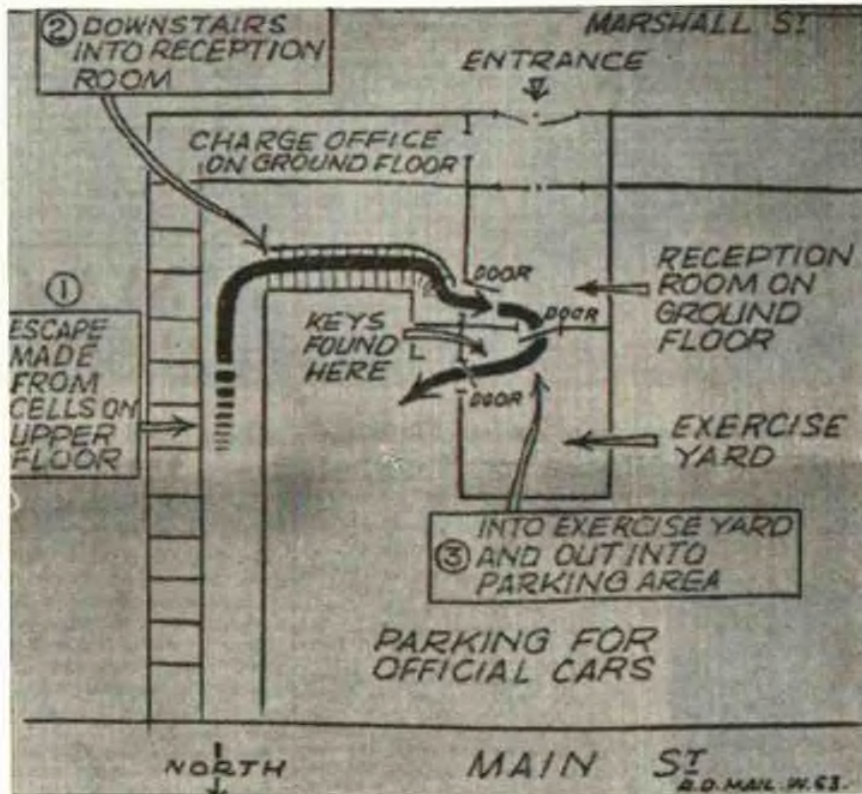 ② DOWNSTAIRS
INTO RECEPTION
ROOM
MARSHALL ST
ENTRANCE
CHARGE OFFICE
ON GROUND FLOOR
①
ESCAPE
MADE
FROM
CELLS ON
UPPER
FLOOR
DOOR
DOOR
RECEPTION
ROOM ON
GROUND
FLOOR
KEYS
FOUND
HERE
DOOR
EXERCISE
YARD
③ INTO EXERCISE YARD
AND OUT INTO
PARKING AREA
PARKING FOR
OFFICIAL CARS
NORTH
MAIN ST
R.D.MAIL.W.63.